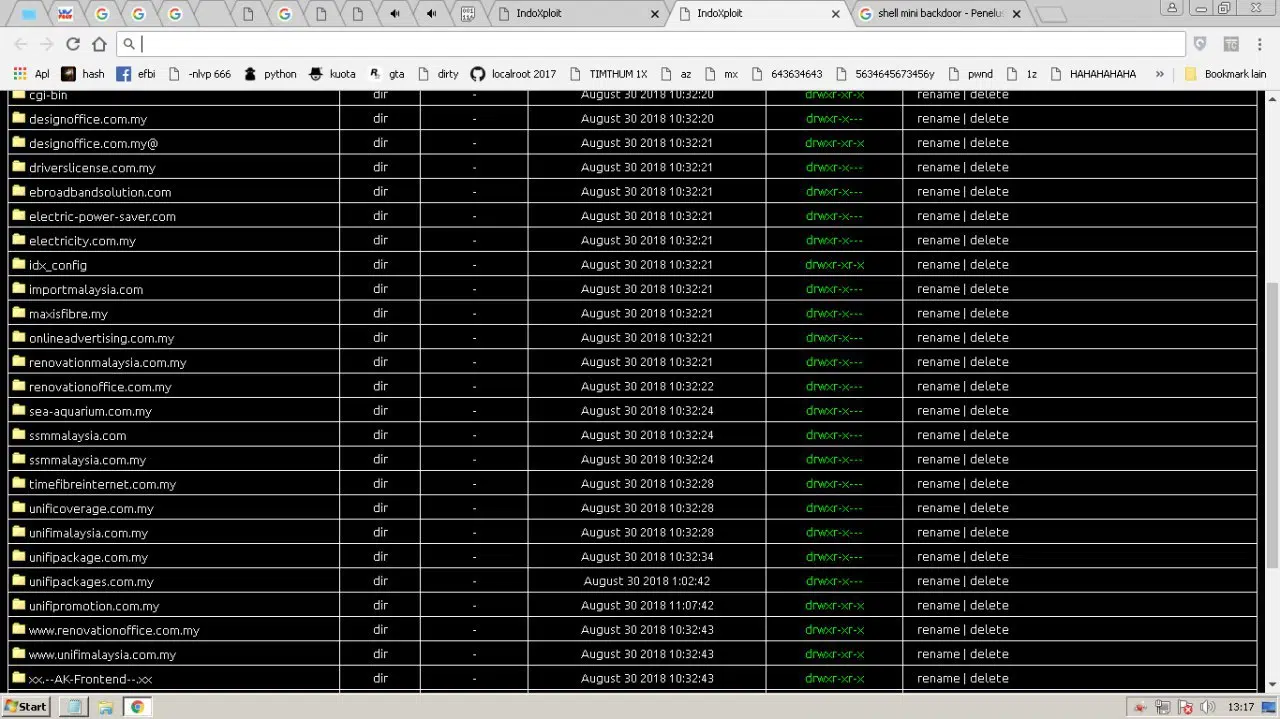 IndoXploit IndoXploit shell mini backdoor - Penelus
Apl hash efbi nlvp 666 python kuota gta dirty localroot 2017 TIMTHUM 1X az mx 643634643 5634616673456y pwnd 1z HAHAHAHAHA » Bookmark lain
cgi-bin dir - August 30 2018 10:32:20 drwxr-xr-x rename | delete
designoffice.com.my dir - August 30 2018 10:32:20 drwxr-x--- rename | delete
designoffice.com.my@ dir - August 30 2018 10:32:21 drwxr-xr-x rename | delete
driverslicense.com.my dir - August 30 2018 10:32:21 drwxr-x--- rename | delete
ebroadbandsolution.com dir - August 30 2018 10:32:21 drwxr-x--- rename | delete
electric-power-saver.com dir - August 30 2018 10:32:21 drwxr-x--- rename | delete
electricity.com.my dir - August 30 2018 10:32:21 drwxr-x--- rename | delete
idx_config dir - August 30 2018 10:32:21 drwxr-xr-x rename | delete
importmalaysia.com dir - August 30 2018 10:32:21 drwxr-x--- rename | delete
maxisfibre.my dir - August 30 2018 10:32:21 drwxr-x--- rename | delete
onlineadvertising.com.my dir - August 30 2018 10:32:21 drwxr-x--- rename | delete
renovationmalaysia.com.my dir - August 30 2018 10:32:21 drwxr-x--- rename | delete
renovationoffice.com.my dir - August 30 2018 10:32:22 drwxr-x--- rename | delete
sea-aquarium.com.my dir - August 30 2018 10:32:24 drwxr-x--- rename | delete
ssmmalaysia.com dir - August 30 2018 10:32:24 drwxr-x--- rename | delete
ssmmalaysia.com.my dir - August 30 2018 10:32:24 drwxr-x--- rename | delete
timefibreinternet.com.my dir - August 30 2018 10:32:28 drwxr-x--- rename | delete
unificoverage.com.my dir - August 30 2018 10:32:28 drwxr-x--- rename | delete
unifimalaysia.com.my dir - August 30 2018 10:32:28 drwxr-x--- rename | delete
unifipackage.com.my dir - August 30 2018 10:32:34 drwxr-x--- rename | delete
unifipackages.com.my dir - August 30 2018 1:02:42 drwxr-x--- rename | delete
unifipromotion.com.my dir - August 30 2018 11:07:42 drwxr-xr-x rename | delete
www.renovationoffice.com.my dir - August 30 2018 10:32:43 drwxr-xr-x rename | delete
www.unifimalaysia.com.my dir - August 30 2018 10:32:43 drwxr-xr-x rename | delete
xx.--AK-Frontend--.xx dir - August 30 2018 10:32:43 drwxr-xr-x rename | delete
Start 13:17